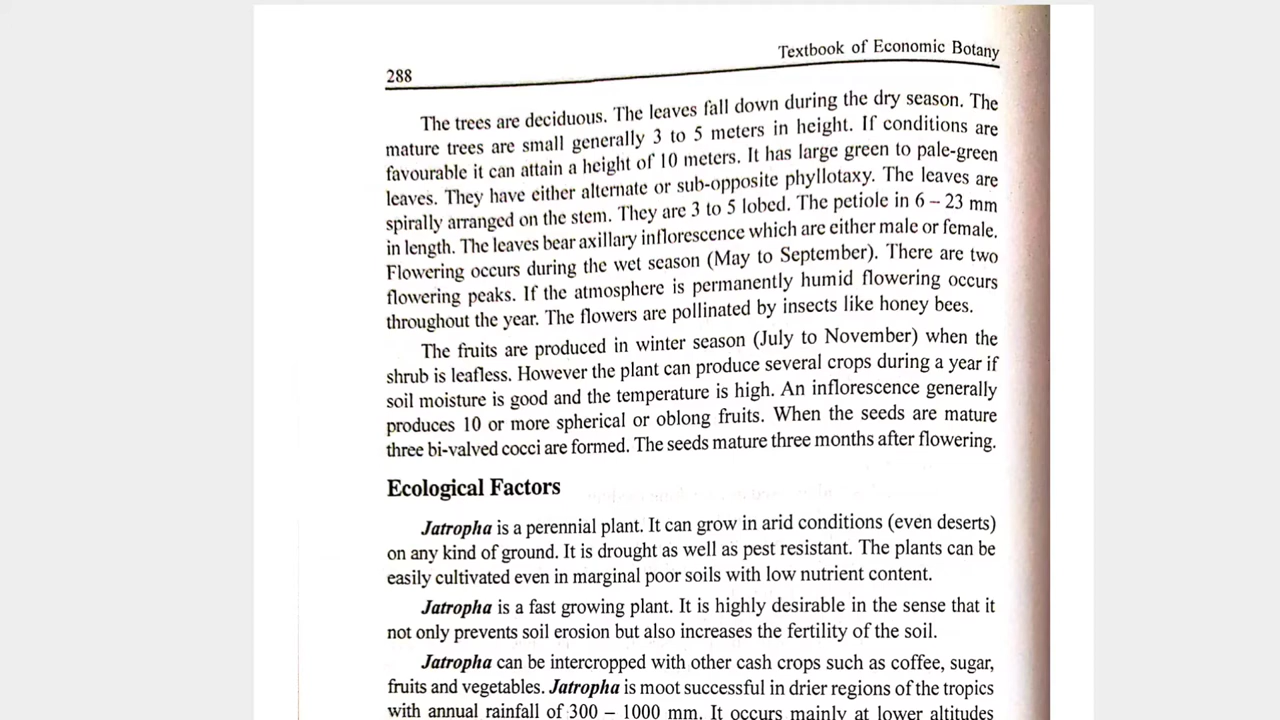 Textbook of Economic Botany
288
The trees are deciduous. The leaves fall down during the dry season. The
mature trees are small generally 3 to 5 meters in height. If conditions are
favourable it can attain a height of 10 meters. It has large green to pale-green
leaves. They have either alternate or sub-opposite phyllotaxy. The leaves are
spirally arranged on the stem. They are 3 to 5 lobed. The petiole in 6 – 23 mm
in length. The leaves bear axillary inflorescence which are either male or female.
Flowering occurs during the wet season (May to September). There are two
flowering peaks. If the atmosphere is permanently humid flowering occurs
throughout the year. The flowers are pollinated by insects like honey bees.
The fruits are produced in winter season (July to November) when the
shrub is leafless. However the plant can produce several crops during a year if
soil moisture is good and the temperature is high. An inflorescence generally
produces 10 or more spherical or oblong fruits. When the seeds are mature
three bi-valved cocci are formed. The seeds mature three months after flowering.
Ecological Factors
Jatropha is a perennial plant. It can grow in arid conditions (even deserts)
on any kind of ground. It is drought as well as pest resistant. The plants can be
easily cultivated even in marginal poor soils with low nutrient content.
Jatropha is a fast growing plant. It is highly desirable in the sense that it
not only prevents soil erosion but also increases the fertility of the soil.
Jatropha can be intercropped with other cash crops such as coffee, sugar,
fruits and vegetables. Jatropha is moot successful in drier regions of the tropics
with annual rainfall of 300 – 1000 mm. It occurs mainly at lower altitudes